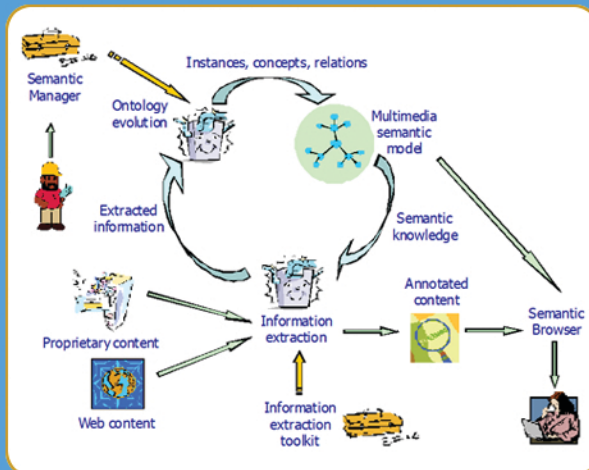 Instances, concepts, relations
Semantic
Manager
Ontology
evolution
Multimedia
semantic
model
Extracted
information
Semantic
knowledge
Annotated
content
Semantic
Browser
Proprietary content
Information
extraction
Web content
Information
extraction
toolkit